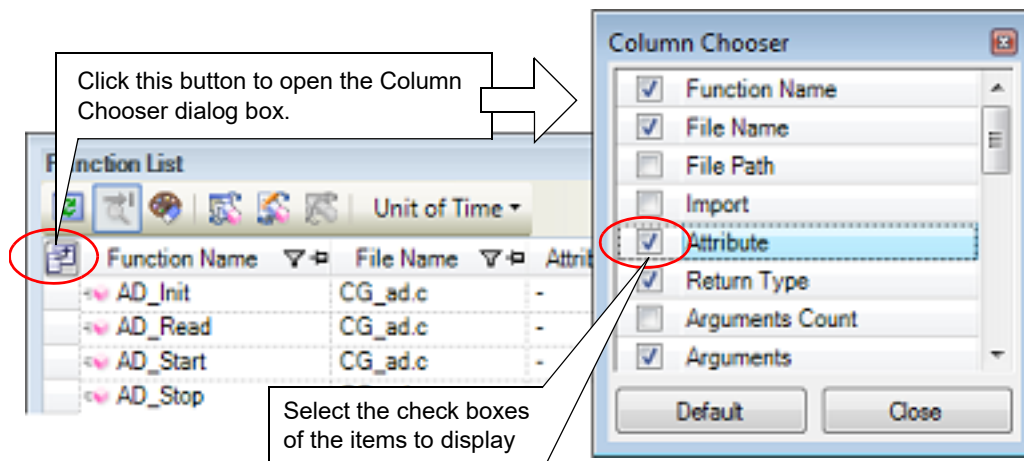 Click this button to open the Column
Chooser dialog box.
Function List
Unit of Time
Function Name File Name
AD_Init CG_ad.c -
AD_Read CG_ad.c -
AD_Start CG_ad.c -
AD_Stop
Select the check boxes
of the items to display
Column Chooser
Function Name
File Name
File Path
Import
Attribute
Return Type
Arguments Count
Arguments
Default Close